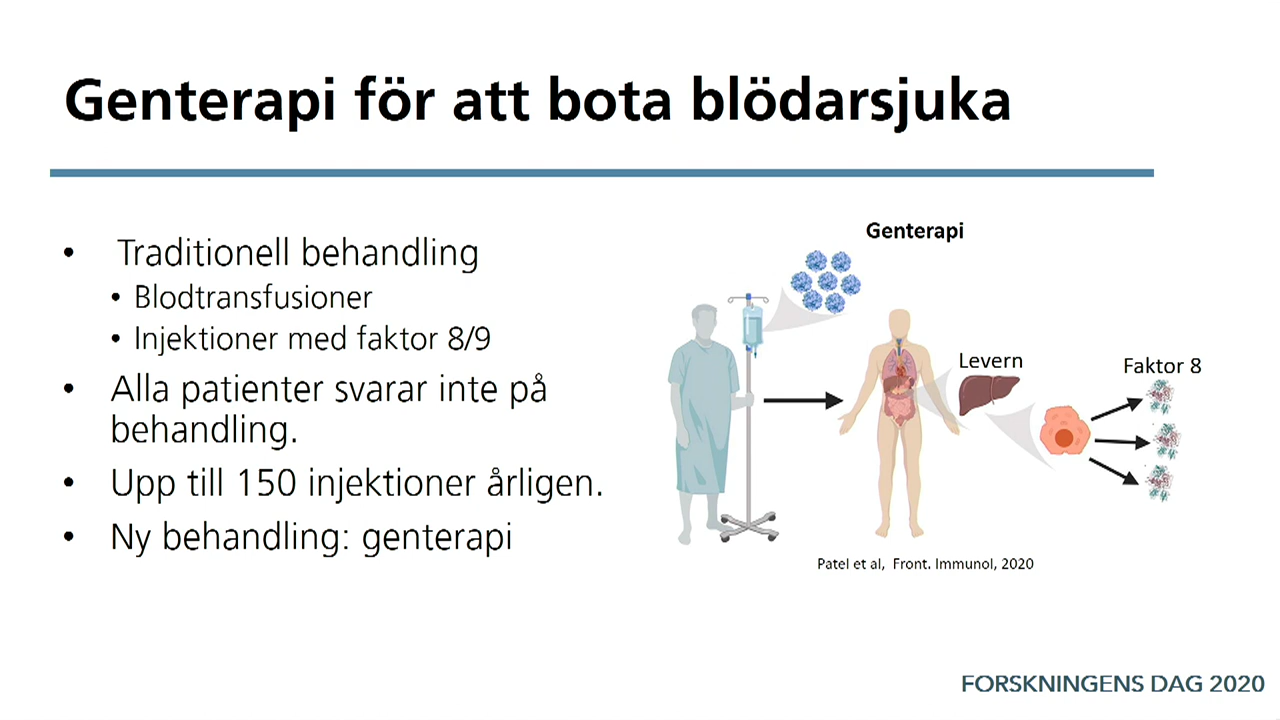 Genterapi för att bota blödarsjuka
• Traditionell behandling
• Blodtransfusioner
• Injektioner med faktor 8/9
• Alla patienter svarar inte på
behandling.
• Upp till 150 injektioner årligen.
• Ny behandling: genterapi
Genterapi
Levern
Faktor 8
Patel et al, Front. Immunol, 2020
FORSKNINGENS DAG 2020